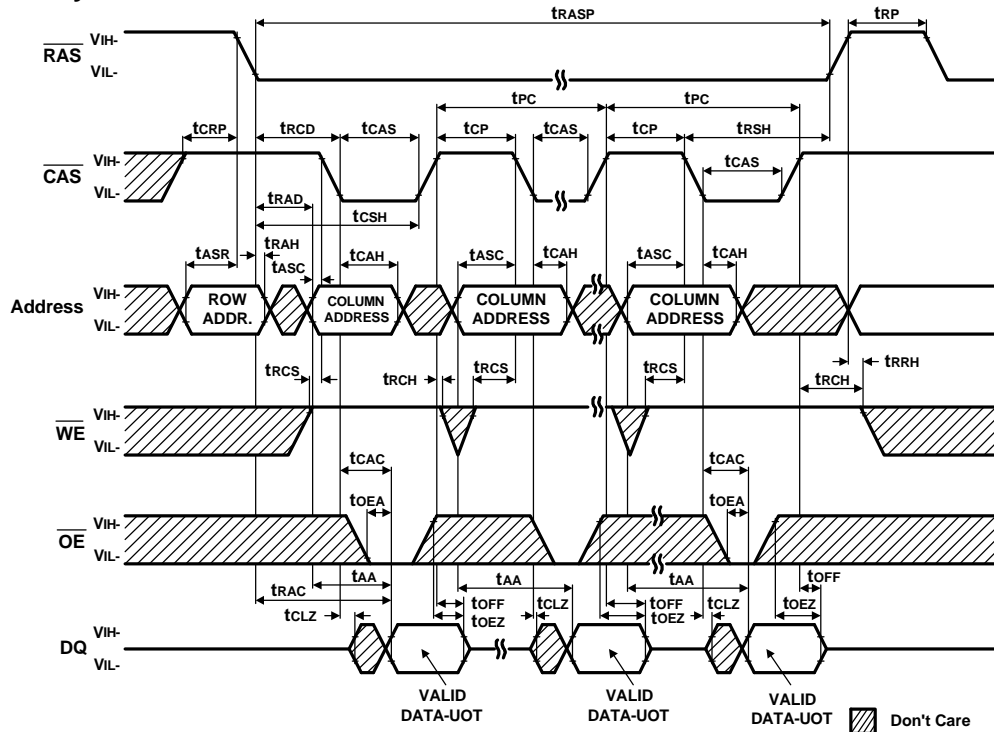 tRASP
tRP
VIH-
RAS
VIL-
tPC
tPC
tCRP
tRCD
tCAS
tCP
tCAS
tCP
tRSH
VIH-
CAS
VIL-
tCAS
tRAD
tCSH
tASR
tRAH
tASC
tCAH
tASC
tCAH
tASC
tCAH
VIH-
Address
VIL-
ROW ADDR.
COLUMN ADDRESS
COLUMN ADDRESS
COLUMN ADDRESS
tRCS
tRCH
tRCS
tRCS
tRCH
tRRH
VIH-
WE
VIL-
tCAC
tCAC
tOEA
tOEA
VIH-
OE
VIL-
tAA
tAA
tAA
tOFF
tRAC
tOFF
tOFF
tCLZ
tOEZ
tCLZ
tOEZ
tCLZ
tOEZ
VIH-
DQ
VIL-
VALID
DATA-UOT
VALID
DATA-UOT
VALID
DATA-UOT
Don't Care